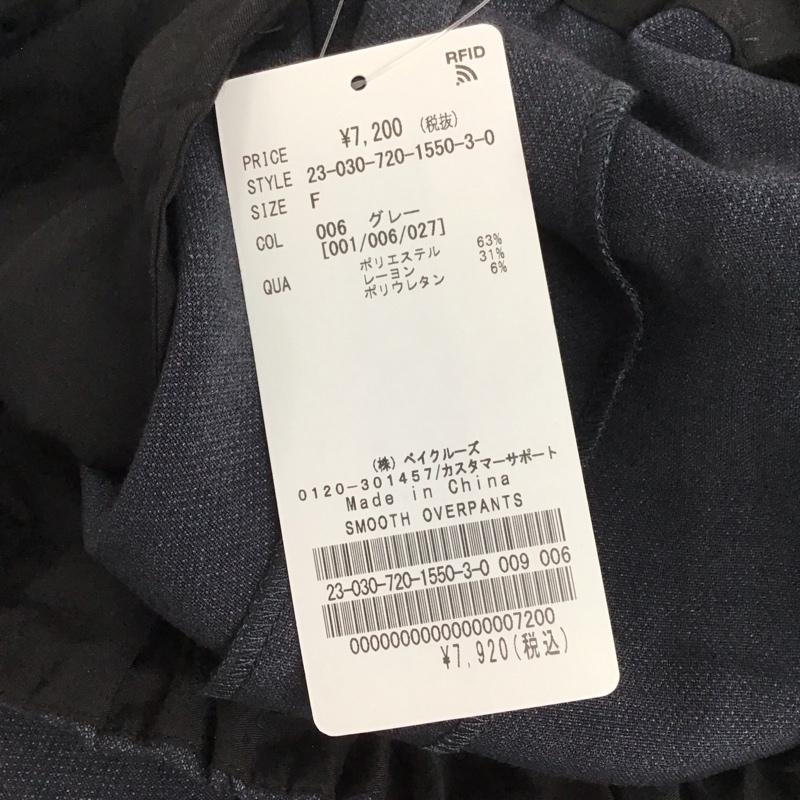 RFID
PRICE ¥7,200 (税抜)
STYLE 23-030-720-1550-3-0
SIZE F
COL 006 グレー
[001/006/027]
QUA ポリエステル 63%
レーヨン 31%
ポリウレタン 6%
(株) ベイクルーズ
0120-301457/カスタマーサポート
Made in China
SMOOTH OVERPANTS
23-030-720-1550-3-0 009 006
00000000000000007200
¥7,920(税込)